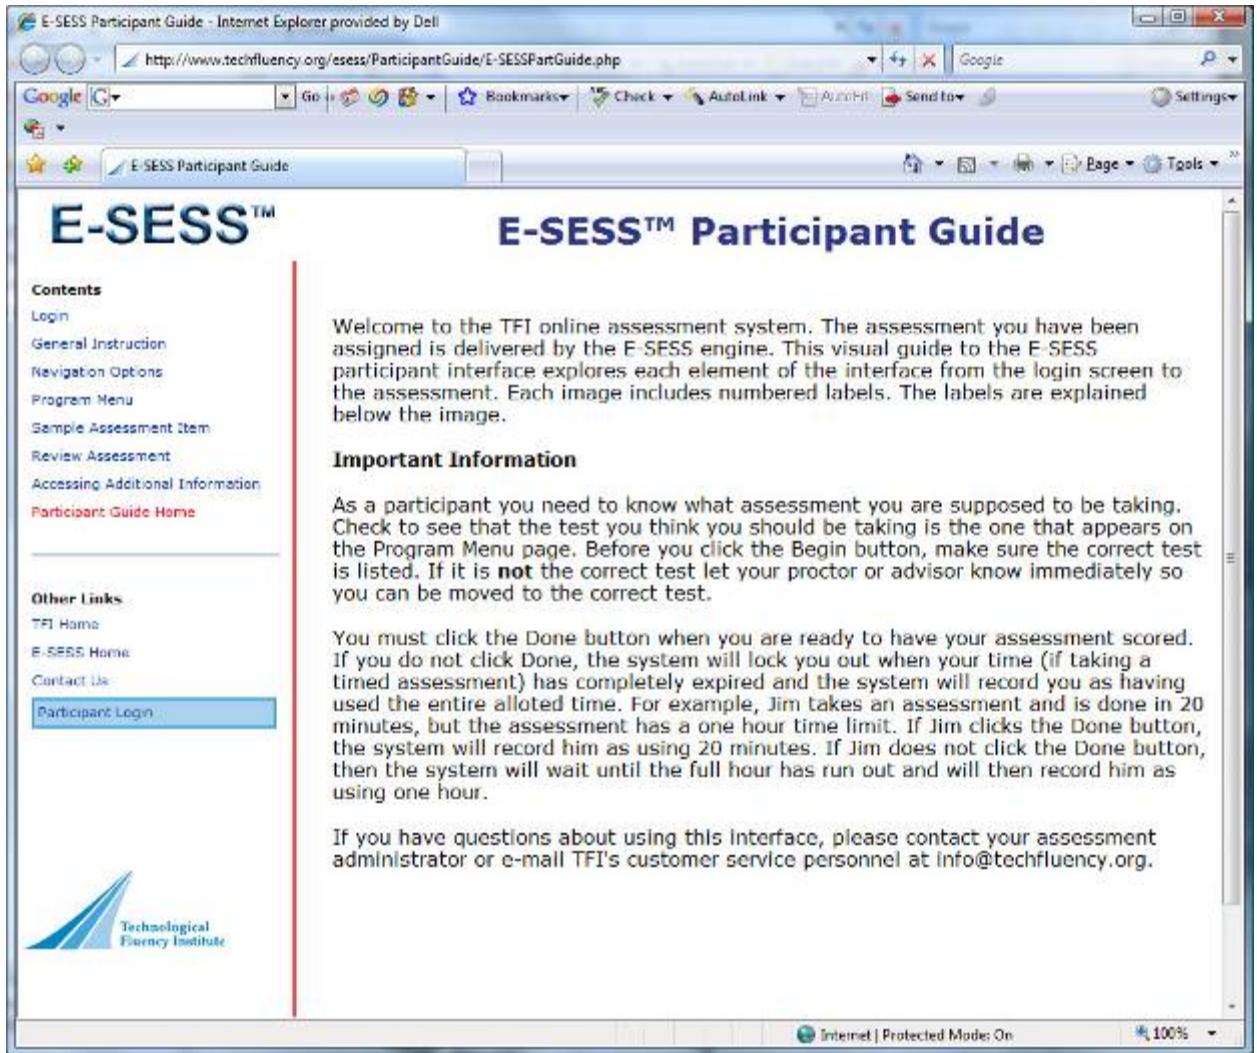 E-SESS Participant Guide - Internet Explorer provided by Dell
http://www.techfluency.org/esess/ParticipantGuide/E-SESSPartGuide.php
Google
Google
Go
Bookmarks
Check
AutoLink
AutoFill
Send to
Settings
E-SESS Participant Guide
Page
Tools
E-SESS™
E-SESS™ Participant Guide
Contents
Login
General Instruction
Navigation Options
Program Menu
Sample Assessment Item
Review Assessment
Accessing Additional Information
Participant Guide Home
Other Links
TFI Home
E-SESS Home
Contact Us
Participant Login
Technological
Fluency Institute
Welcome to the TFI online assessment system. The assessment you have been
assigned is delivered by the E-SESS engine. This visual guide to the E-SESS
participant interface explores each element of the interface from the login screen to
the assessment. Each image includes numbered labels. The labels are explained
below the image.
Important Information
As a participant you need to know what assessment you are supposed to be taking.
Check to see that the test you think you should be taking is the one that appears on
the Program Menu page. Before you click the Begin button, make sure the correct test
is listed. If it is not the correct test let your proctor or advisor know immediately so
you can be moved to the correct test.
You must click the Done button when you are ready to have your assessment scored.
If you do not click Done, the system will lock you out when your time (if taking a
timed assessment) has completely expired and the system will record you as having
used the entire alloted time. For example, Jim takes an assessment and is done in 20
minutes, but the assessment has a one hour time limit. If Jim clicks the Done button,
the system will record him as using 20 minutes. If Jim does not click the Done button,
then the system will wait until the full hour has run out and will then record him as
using one hour.
If you have questions about using this interface, please contact your assessment
administrator or e-mail TFI's customer service personnel at info@techfluency.org.
Internet | Protected Mode: On
100%